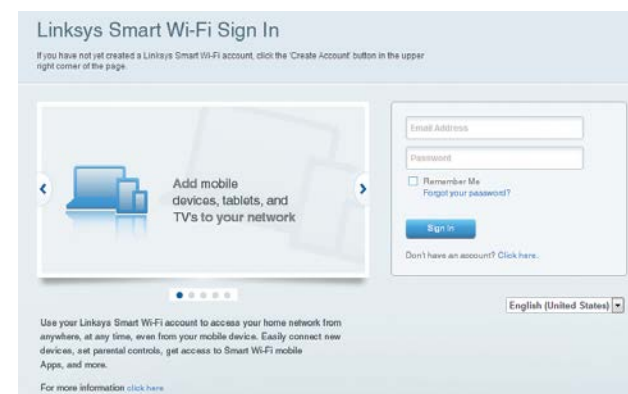 Linksys Smart Wi-Fi Sign In
If you have not yet created a Linksys Smart Wi-Fi account, click the 'Create Account' button in the upper
right corner of the page.
Add mobile
devices, tablets, and
TV's to your network
Email Address
Password
Remember Me
Forgot your password?
Sign In
Don't have an account? Click here.
English (United States)
Use your Linksys Smart Wi-Fi account to access your home network from
anywhere, at any time, even from your mobile device. Easily connect new
devices, set parental controls, get access to Smart Wi-Fi mobile
Apps, and more.
For more information click here